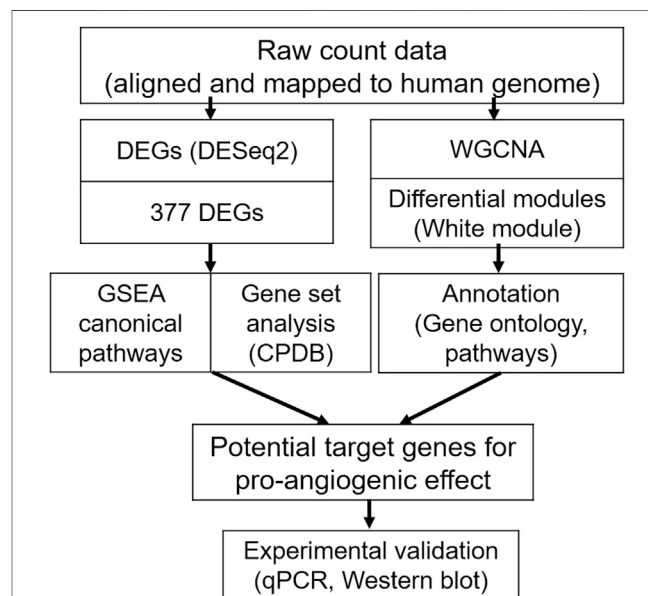 Raw count data
(aligned and mapped to human genome)
DEGs (DESeq2)
377 DEGs
WGCNA
Differential modules
(White module)
GSEA
canonical
pathways
Gene set
analysis
(CPDB)
Annotation
(Gene ontology,
pathways)
Potential target genes for
pro-angiogenic effect
Experimental validation
(qPCR, Western blot)